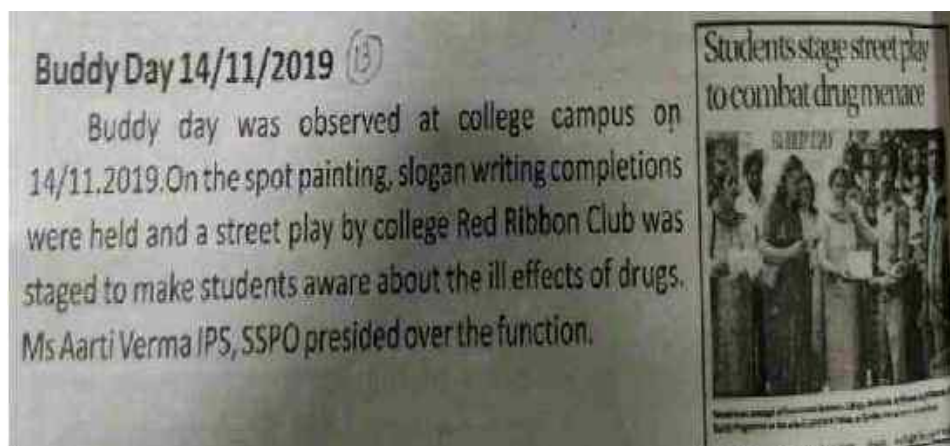 Buddy Day 14/11/2019 13
Buddy day was observed at college campus on
14/11.2019.On the spot painting, slogan writing completions
were held and a street play by college Red Ribbon Club was
staged to make students aware about the ill effects of drugs.
Ms Aarti Verma IPS, SSPO presided over the function.
Students stage street play
to combat drug menace